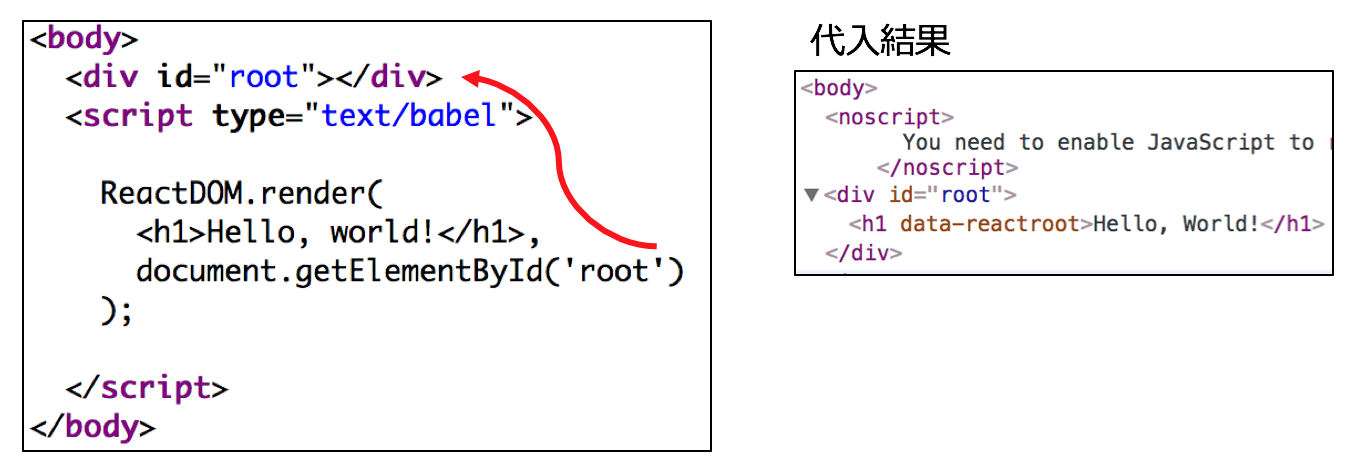 <body>
<div id="root"></div>
<script type="text/babel">
ReactDOM.render(
<h1>Hello, world!</h1>,
document.getElementById('root')
);
</script>
</body>
代入結果
<body>
<noscript>
You need to enable JavaScript to
</noscript>
▼<div id="root">
<h1 data-reactroot>Hello, World!</h1>
</div>